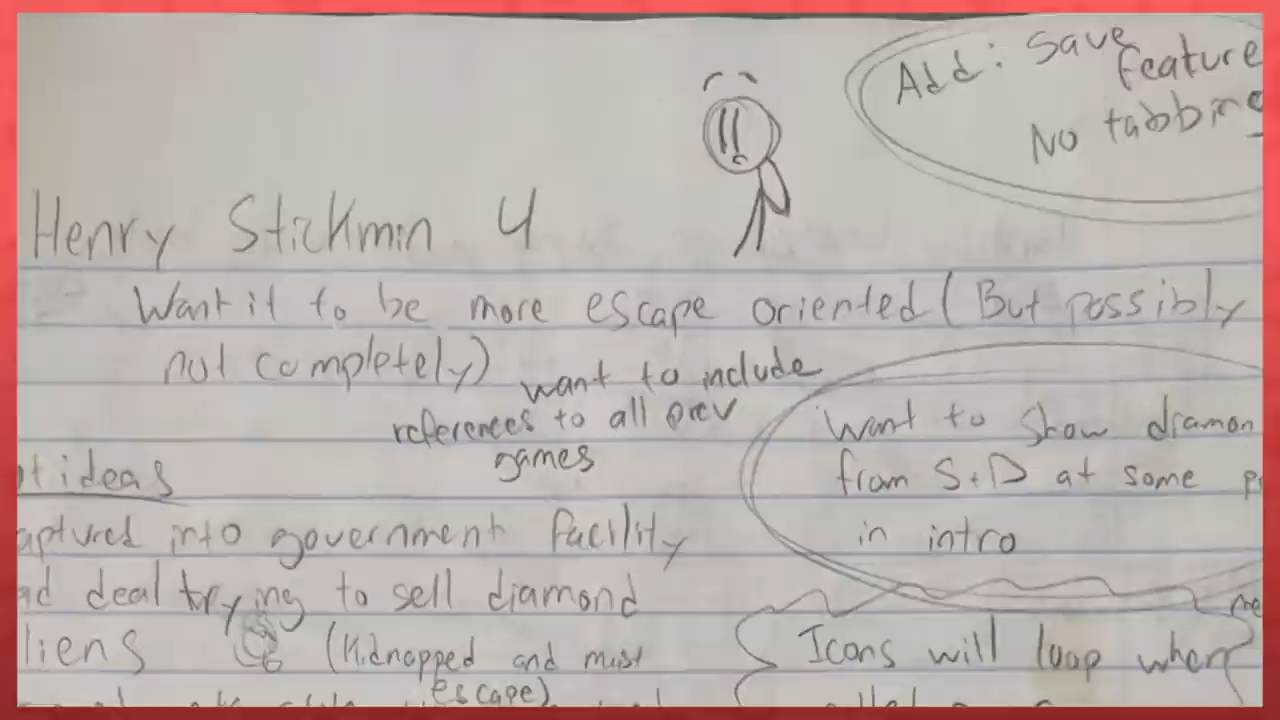 Add: Save
feature
No tabbing
Henry Stickmin 4
Want it to be more escape oriented (But possibly
not completely)
want to include
references to all prev
games
Want to show diamon
from S+D at some p
in intro
t ideas
aptured into government facility
ad deal trying to sell diamond
liens (Kidnapped and must
escape)
Icons will loop when